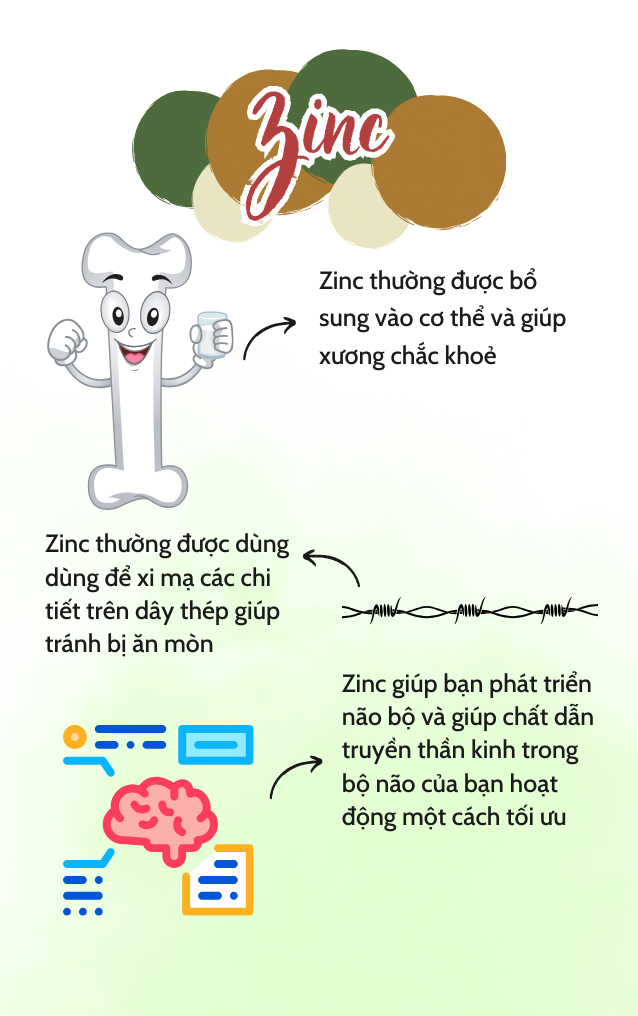 Zinc
Zinc thường được bổ
sung vào cơ thể và giúp
xương chắc khoẻ
Zinc thường được dùng
dùng để xi mạ các chi
tiết trên dây thép giúp
tránh bị ăn mòn
Zinc giúp bạn phát triển
não bộ và giúp chất dẫn
truyền thần kinh trong
bộ não của bạn hoạt
động một cách tối ưu